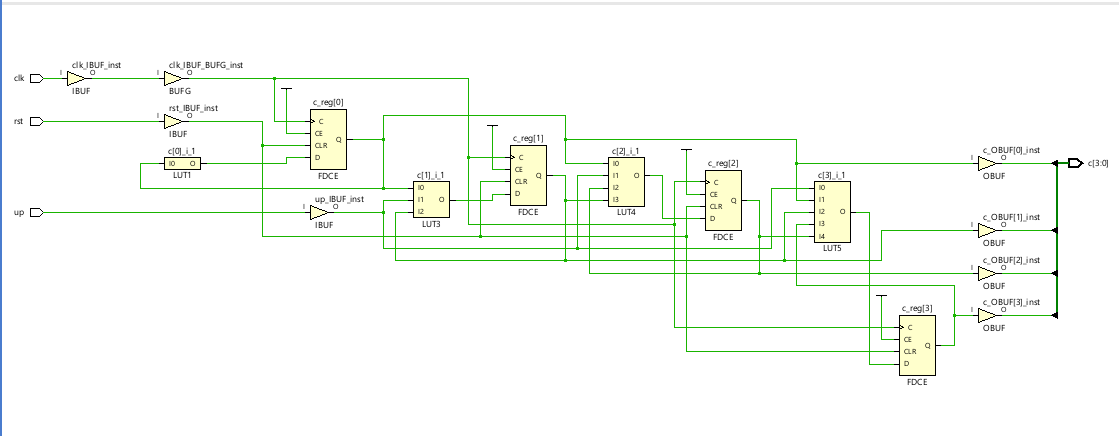 clk
I
clk_IBUF_inst
O
IBUF
I
clk_IBUF_BUFG_inst
O
BUFG
rst
I
rst_IBUF_inst
O
IBUF
c[0]_i_1
I0
O
LUT1
up
I
up_IBUF_inst
O
IBUF
c_reg[0]
C
CE
CLR
D
Q
FDCE
c[1]_i_1
I0
I1
I2
O
LUT3
c_reg[1]
C
CE
CLR
D
Q
FDCE
c[2]_i_1
I0
I1
I2
I3
O
LUT4
c_reg[2]
C
CE
CLR
D
Q
FDCE
c[3]_i_1
I0
I1
I2
I3
I4
O
LUT5
c_reg[3]
C
CE
CLR
D
Q
FDCE
c_OBUF[0]_inst
I
O
OBUF
c_OBUF[1]_inst
I
O
OBUF
c_OBUF[2]_inst
I
O
OBUF
c_OBUF[3]_inst
I
O
OBUF
c[3:0]